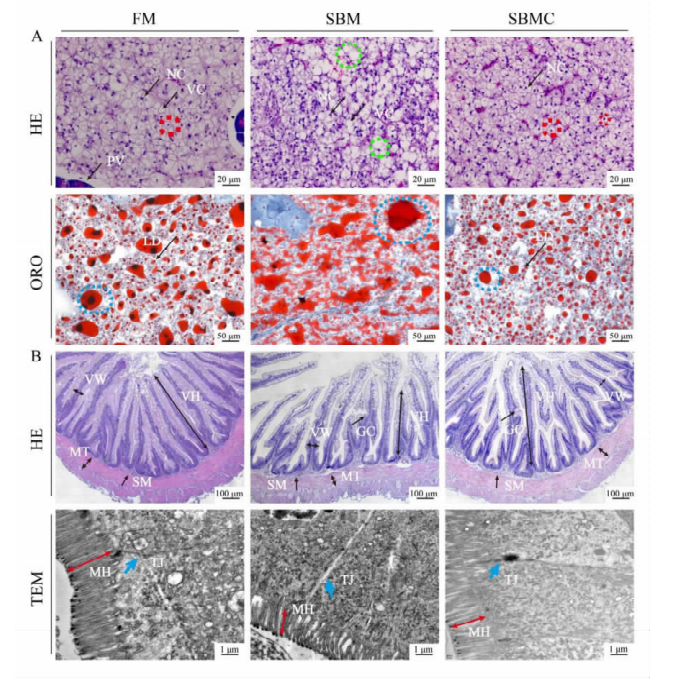 FM SBM SBMC
A
HE
NC
VC
PV
20 μm
NC
20 μm
NC
20 μm
ORO
LD
50 μm
50 μm
50 μm
B
HE
VW
VH
MT
SM
100 μm
VW
GC
VH
SM
MT
100 μm
VH
GC
VW
MT
SM
100 μm
TEM
MH
TJ
1 μm
TJ
MH
1 μm
TJ
MH
1 μm